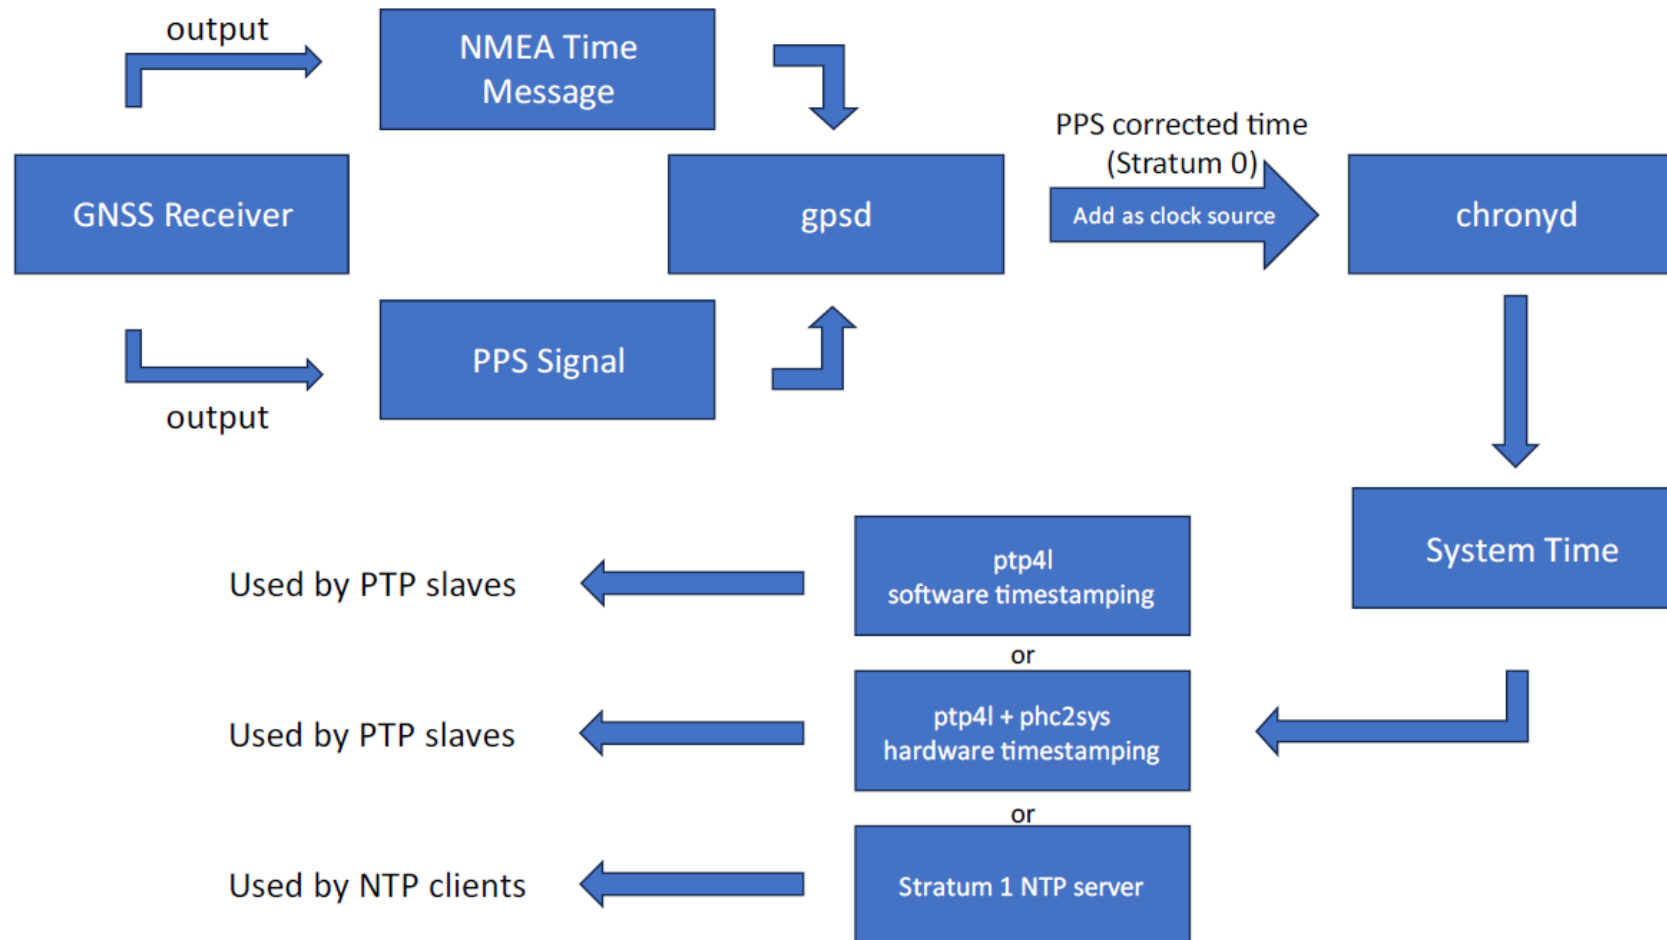 output
NMEA Time
Message
PPS corrected time
(Stratum 0)
GNSS Receiver
gpsd
Add as clock source
chronyd
PPS Signal
output
ptp4l
software timestamping
System Time
Used by PTP slaves
or
ptp4l + phc2sys
hardware timestamping
Used by PTP slaves
or
Stratum 1 NTP server
Used by NTP clients